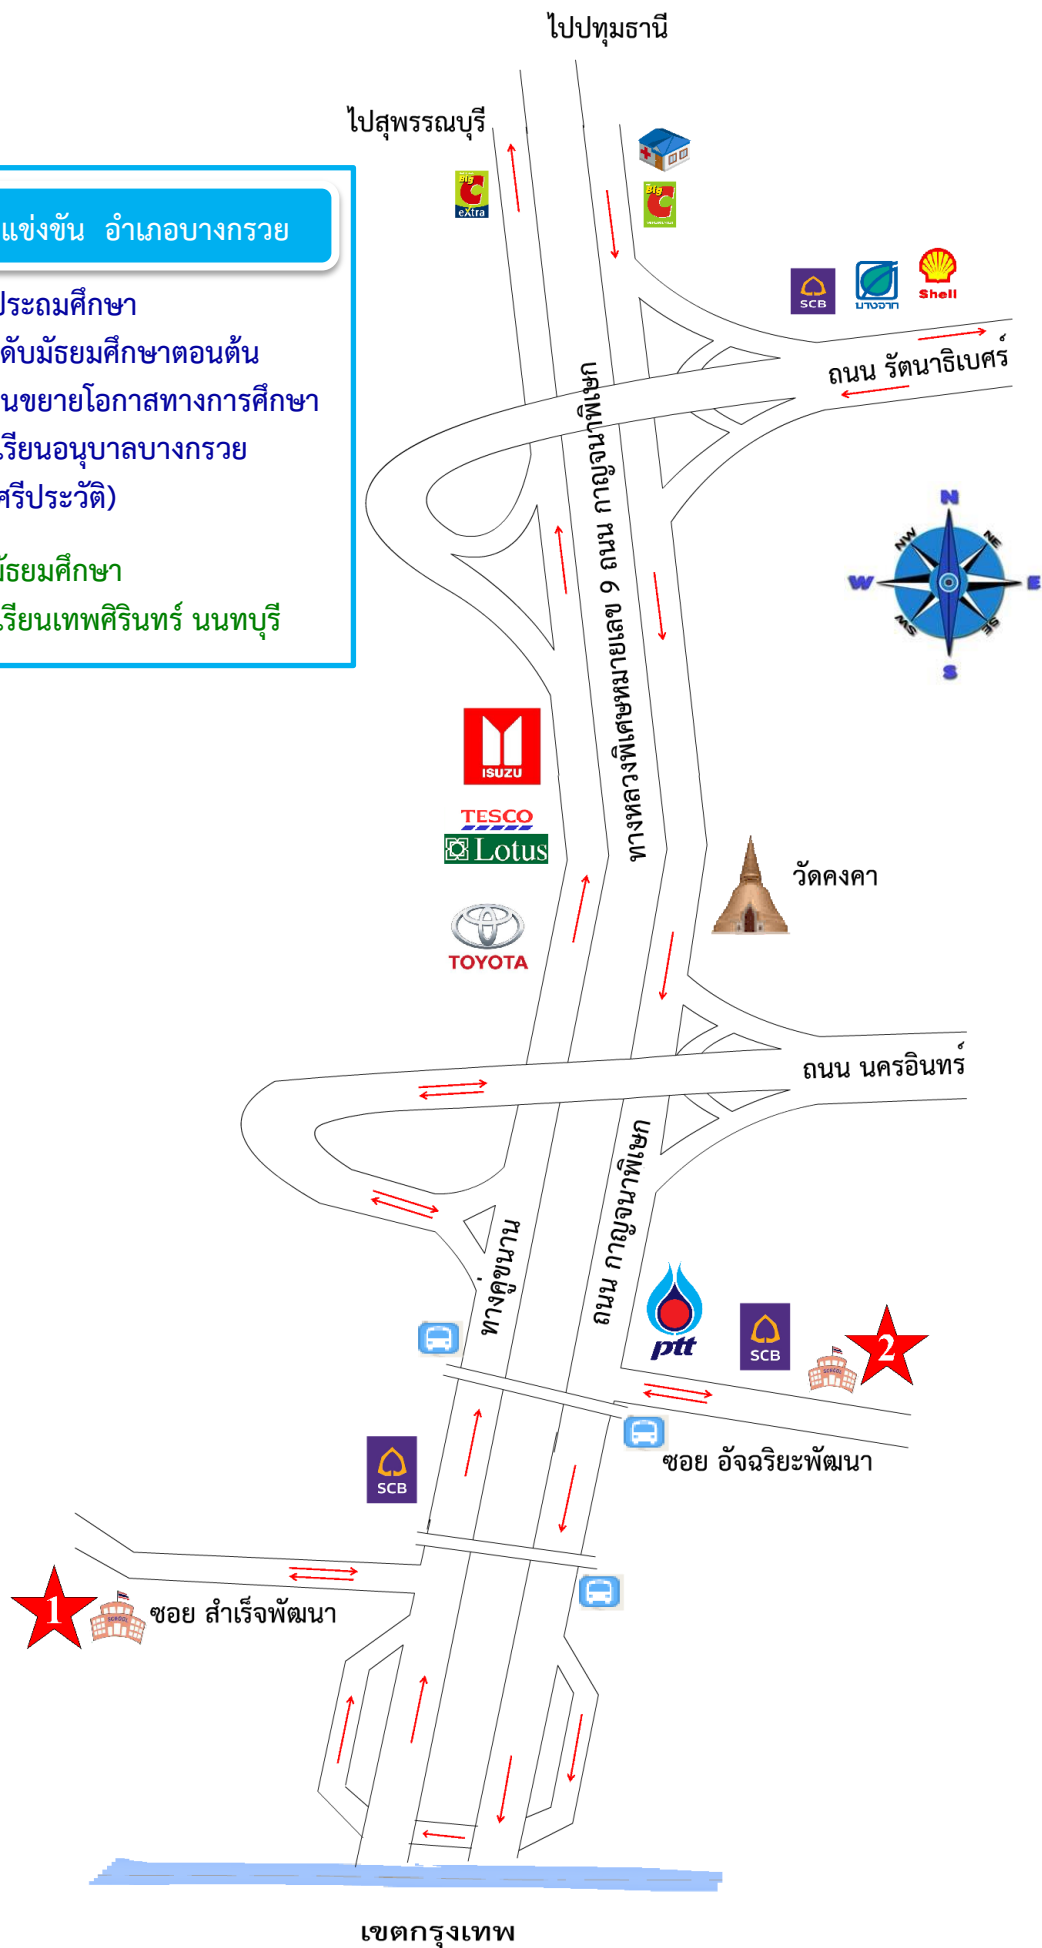 ไปปทุมธานี
ไปสุพรรณบุรี
Big
C
eXtra
Big
C
แข่งขัน อำเภอบางกรวย
ประถมศึกษา
ดับมัธยมศึกษาตอนต้น
นขยายโอกาสทางการศึกษา
เรียนอนุบาลบางกรวย
ศรีประวัติ)
มัธยมศึกษา
เรียนเทพศิรินทร์ นนทบุรี
SCB
บางจาก
Shell
ถนน รัตนาธิเบศร์
ทางหลวงพิเศษหมายเลข 9 ถนน กาญจนาพิเษก
N
NW
NE
W
E
SW
SE
S
ISUZU
TESCO
Lotus
TOYOTA
วัดคงคา
ถนน นครอินทร์
ทางคู่ขนาน
ถนน กาญจนาพิเษก
ptt
SCB
SCHOOL
2
ซอย อัจฉริยะพัฒนา
SCB
1
SCHOOL
ซอย สำเร็จพัฒนา
เขตกรุงเทพ